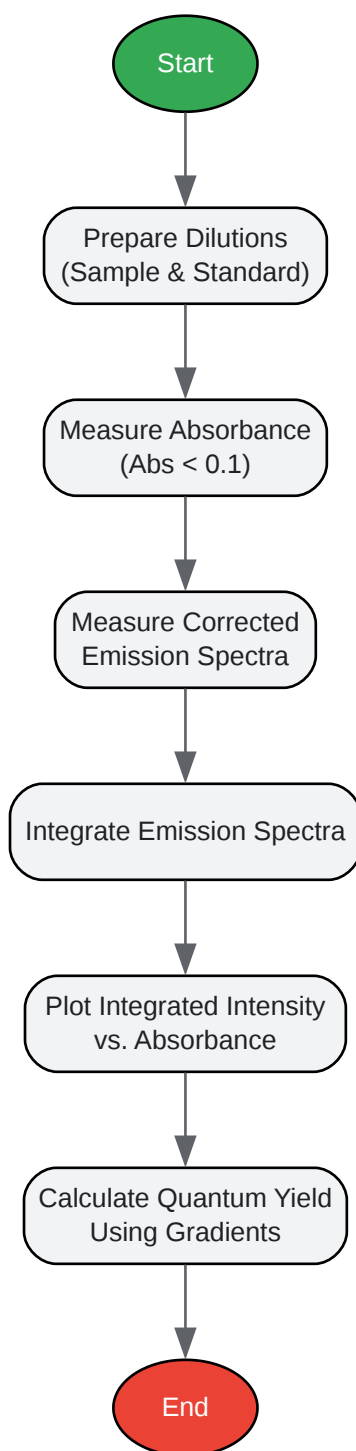 Start
Prepare Dilutions
(Sample & Standard)
Measure Absorbance
(Abs < 0.1)
Measure Corrected
Emission Spectra
Integrate Emission Spectra
Plot Integrated Intensity
vs. Absorbance
Calculate Quantum Yield
Using Gradients
End